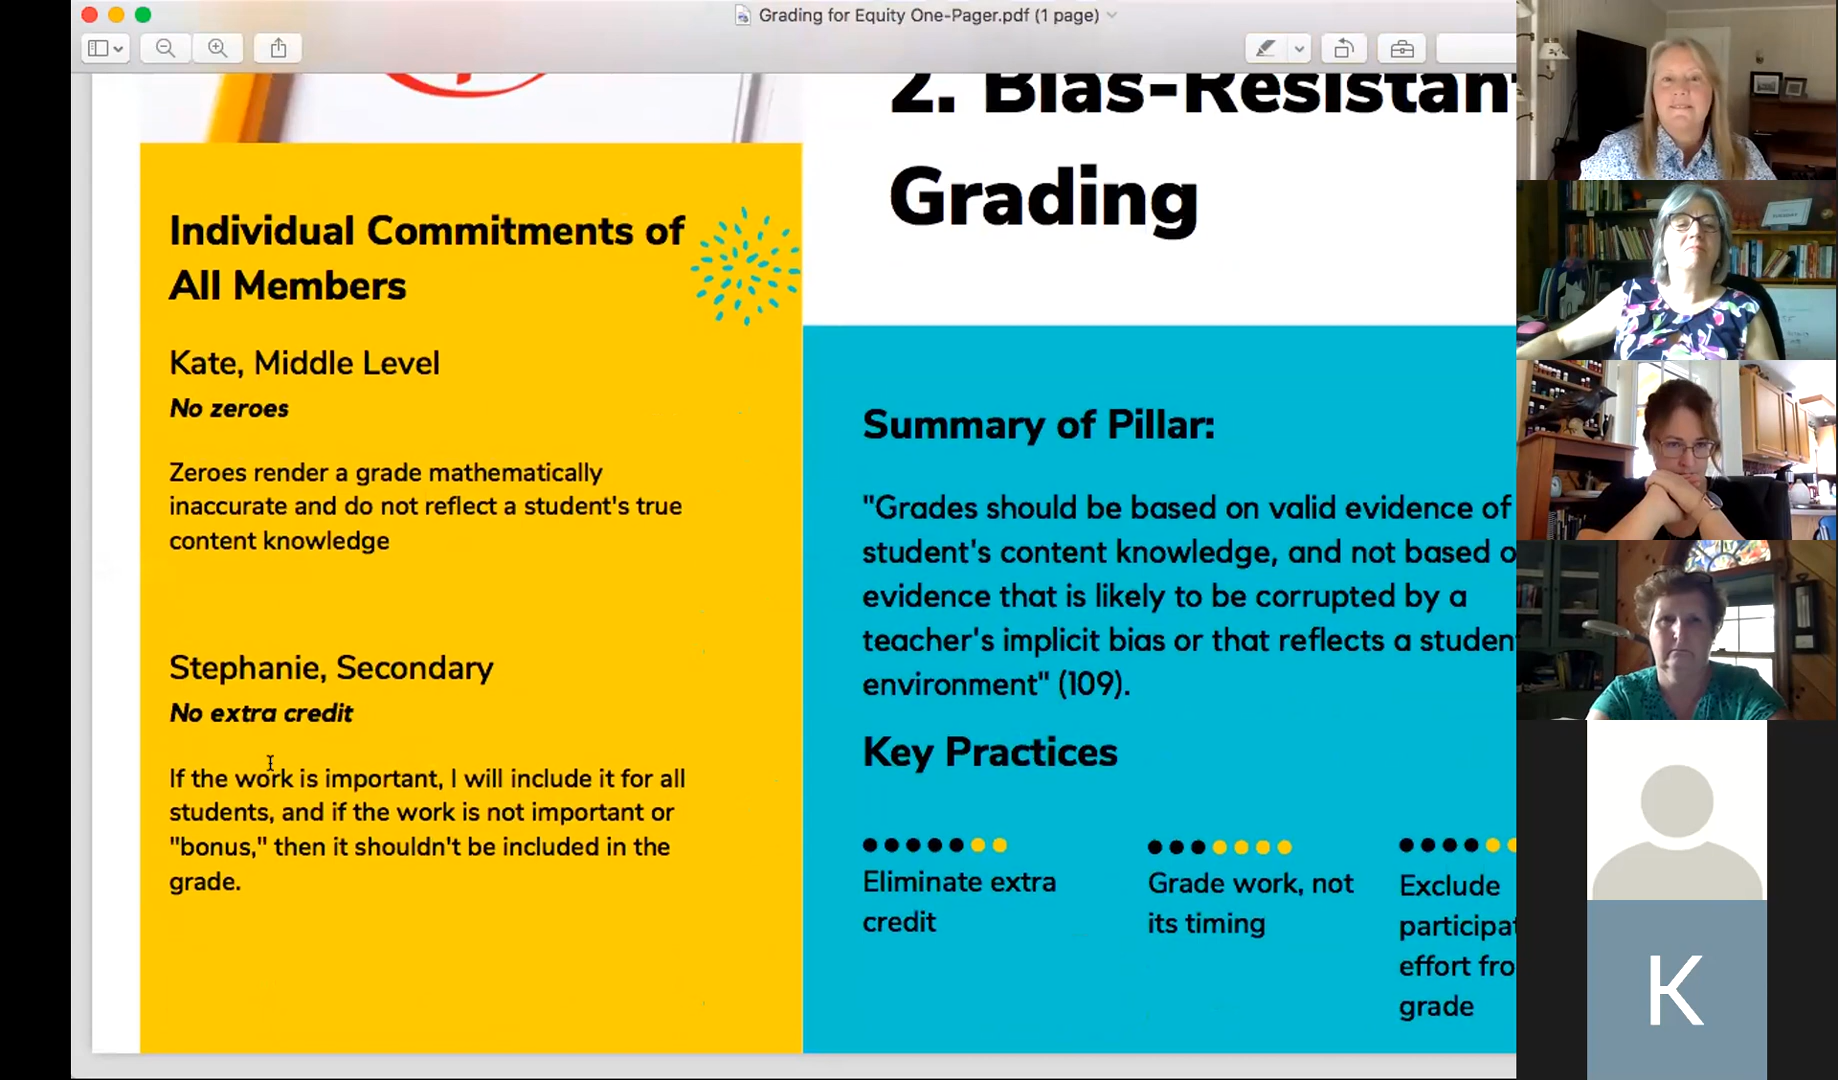 Grading for Equity One-Pager.pdf (1 page)
2. Bias-Resistan
Grading
Individual Commitments of
All Members
Kate, Middle Level
No zeroes
Zeroes render a grade mathematically
inaccurate and do not reflect a student's true
content knowledge
Stephanie, Secondary
No extra credit
If the work is important, I will include it for all
students, and if the work is not important or
"bonus," then it shouldn't be included in the
grade.
Summary of Pillar:
"Grades should be based on valid evidence of
student's content knowledge, and not based o
evidence that is likely to be corrupted by a
teacher's implicit bias or that reflects a studen
environment" (109).
Key Practices
Eliminate extra
credit
Grade work, not
its timing
Exclude
participat
effort fro
grade
K